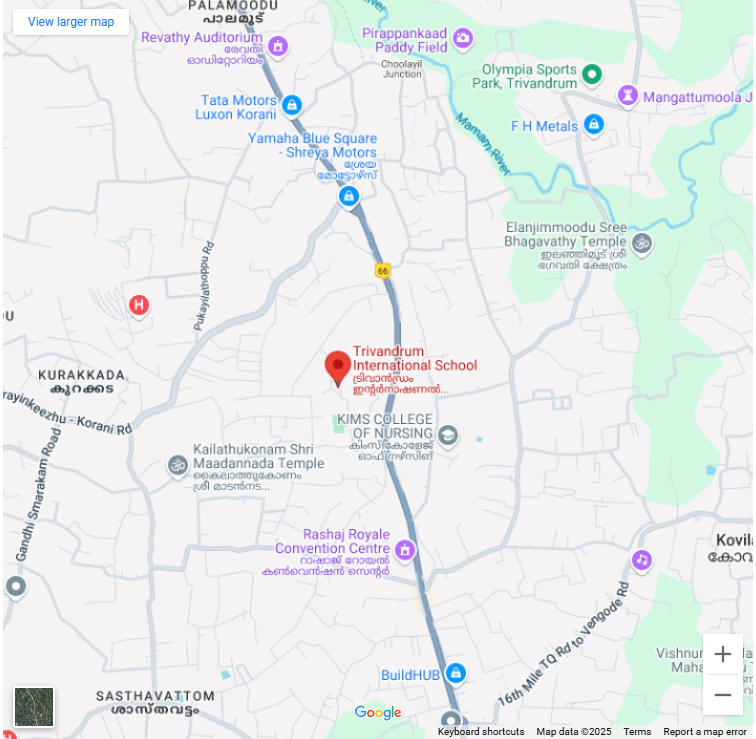 View larger map
PALAMOODU
പാലമൂട്
Revathy Auditorium
രേവതി
ഓഡിറ്റോറിയം
Pirappankaad
Paddy Field
Choolayil
Junction
Olympia Sports
Park, Trivandrum
Mangattumoola J
Tata Motors
Luxon Korani
F H Metals
Mamam River
Yamaha Blue Square
- Shreya Motors
ശ്രേയ
മോട്ടോഴ്സ്
Elanjimmoodu Sree
Bhagavathy Temple
ഇലഞ്ഞിമൂട് ശ്രീ
ഭഗവതി ക്ഷേത്രം
Pukayilathoppu Rd
66
H
DU
Trivandrum
International School
ട്രിവാൻഡ്രം
ഇന്റർനാഷണൽ...
KURAKKADA
കുറക്കട
rayinkeezhu - Korani Rd
KIMS COLLEGE
OF NURSING
കിംസ് കോളേജ്
ഓഫ് നഴ്സിങ്
Kailathukonam Shri
Maadannada Temple
കൈലാത്തുകോണം
ശ്രീ മാടൻനട...
Gandhi Smarakam Road
Rashaj Royale
Convention Centre
റാഷാജ് റോയൽ
കൺവെൻഷൻ സെന്റർ
Kovila
കോവ
16th Mile TQ Rd to Vengode Rd
Vishnu
BuildHUB
SASTHAVATTOM
ശാസ്തവട്ടം
H
Google
Keyboard shortcuts
Map data ©2025
Terms
Report a map error